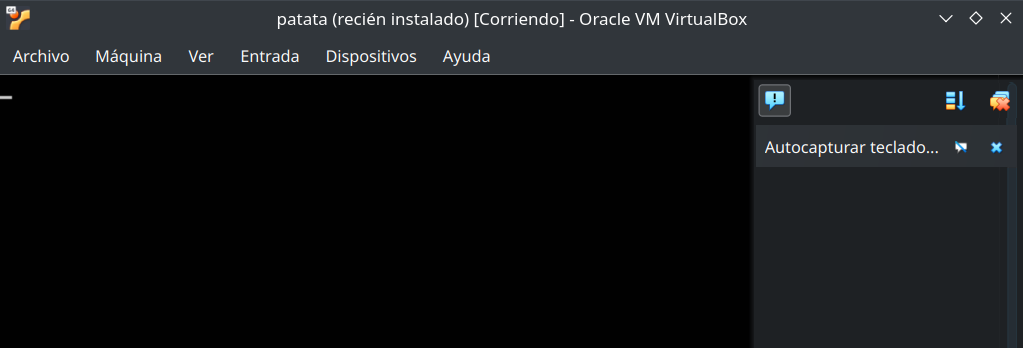 patata (recién instalado) [Corriendo] - Oracle VM VirtualBox
Archivo Máquina Ver Entrada Dispositivos Ayuda
Autocapturar teclado...